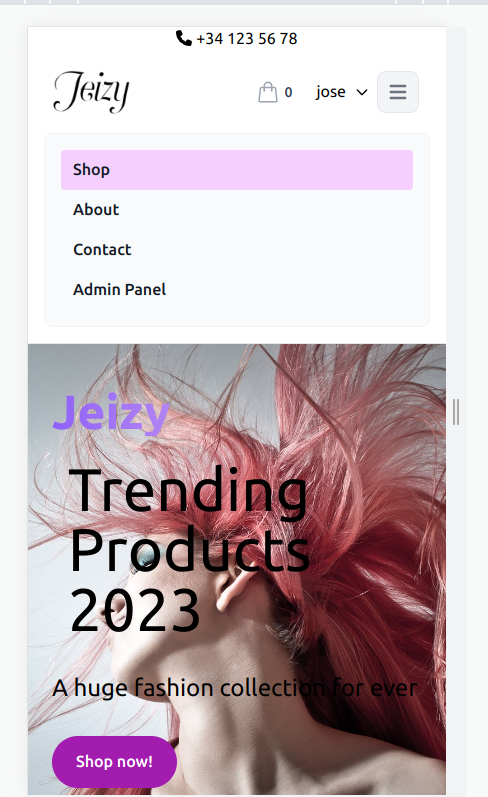 +34 123 56 78
Jeizy
0
jose
Shop
About
Contact
Admin Panel
Jeizy
Trending
Products
2023
A huge fashion collection for ever
Shop now!